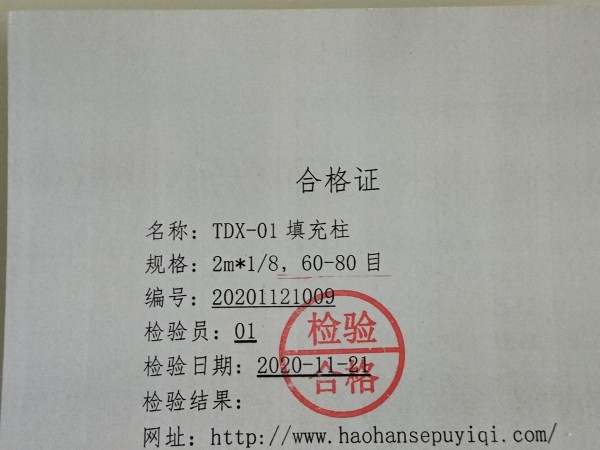 合格证
名称：TDX-01 填充柱
规格：2m*1/8，60-80 目
编号：20201121009
检验员：01
检验日期：2020-11-21
检验结果：
网址：http://www.haohansepuyiqi.com/
检验
合格